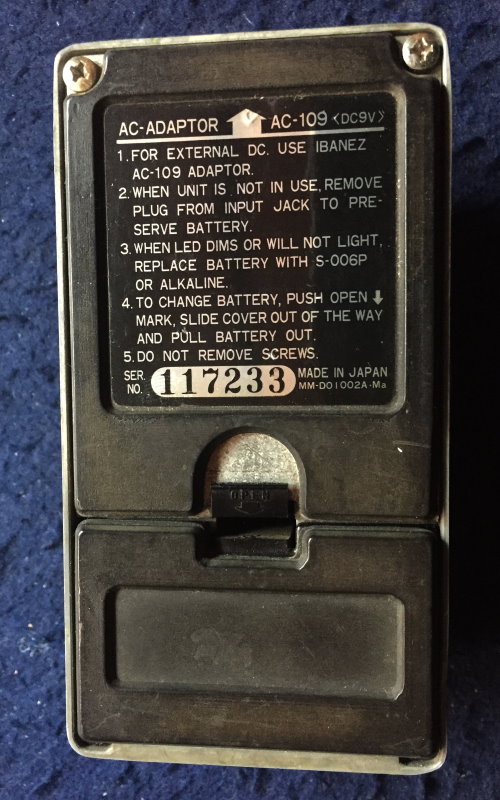 AC-ADAPTOR AC-109 <DC9V>
1. FOR EXTERNAL DC. USE IBANEZ
AC-109 ADAPTOR.
2. WHEN UNIT IS NOT IN USE, REMOVE
PLUG FROM INPUT JACK TO PRE-
SERVE BATTERY.
3. WHEN LED DIMS OR WILL NOT LIGHT,
REPLACE BATTERY WITH S-006P
OR ALKALINE.
4. TO CHANGE BATTERY, PUSH OPEN ⬇
MARK, SLIDE COVER OUT OF THE WAY
AND PULL BATTERY OUT.
5. DO NOT REMOVE SCREWS.
SER. NO. 117233 MADE IN JAPAN
MM-D01002A-Ma
OPEN